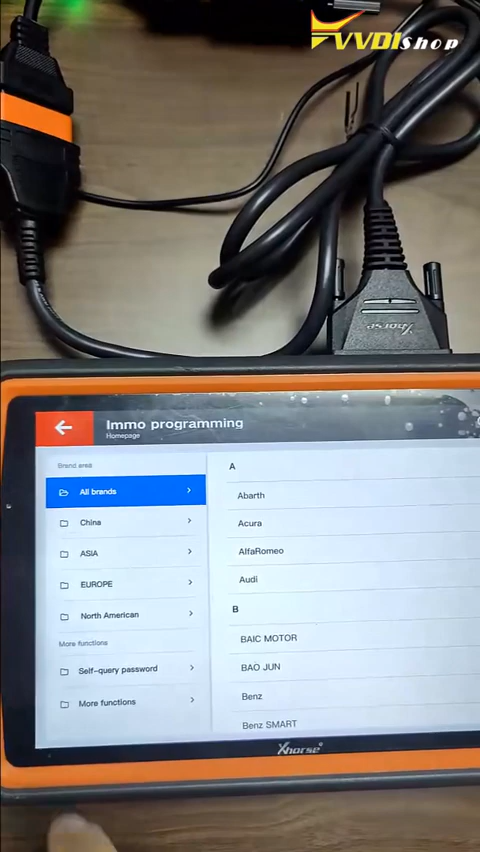 VVDIShop
Xhorse
Immo programming
Homepage
Brand area
All brands
China
ASIA
EUROPE
North American
More functions
Self-query password
More functions
A
Abarth
Acura
AlfaRomeo
Audi
B
BAIC MOTOR
BAO JUN
Benz
Benz SMART
Xhorse®